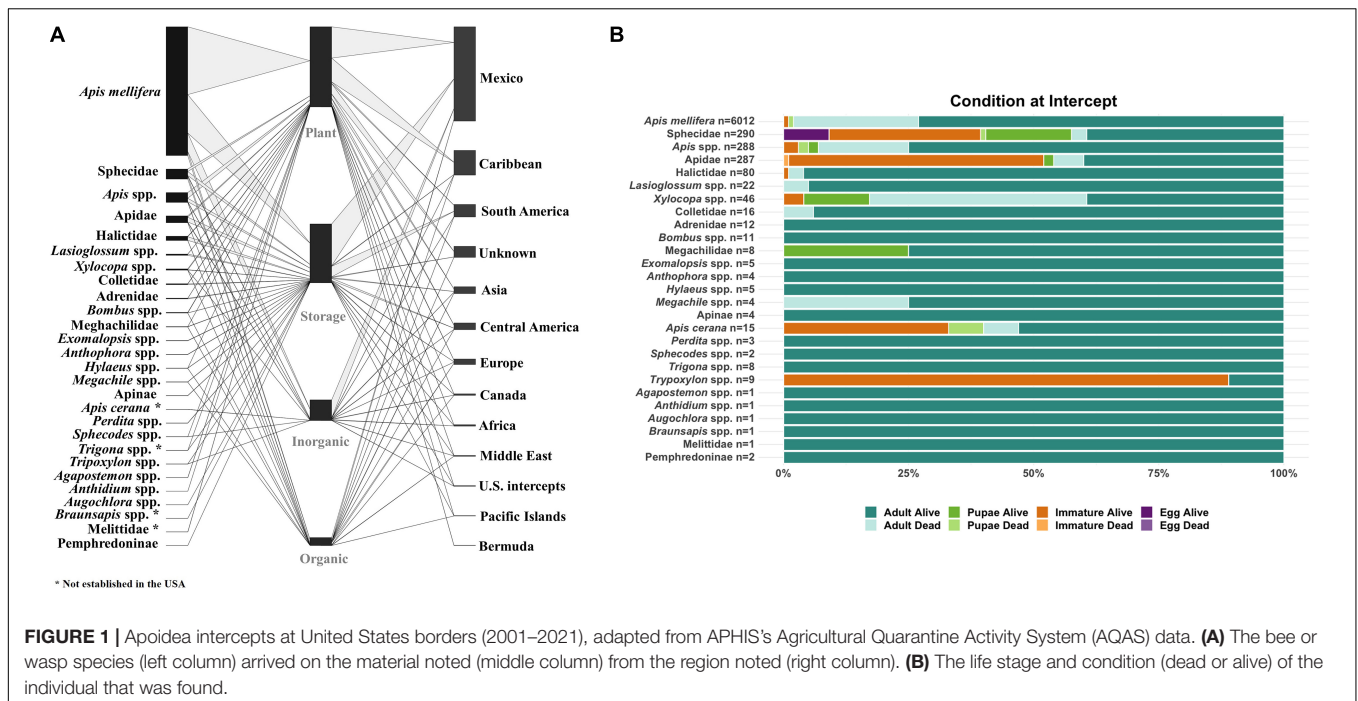 A
Apis mellifera
Sphecidae
Apis spp.
Apidae
Halictidae
Lasioglossum spp.
Xylocopa spp.
Colletidae
Adrenidae
Bombus spp.
Meghachilidae
Exomalopsis spp.
Anthophora spp.
Hylaeus spp.
Megachile spp.
Apinae
Apis cerana *
Perdita spp.
Sphecodes spp.
Trigona spp. *
Tripoxylon spp.
Agapostemon spp.
Anthidium spp.
Augochlora spp.
Braunsapis spp. *
Melittidae *
Pemphredoninae
* Not established in the USA
Plant
Storage
Inorganic
Organic
Mexico
Caribbean
South America
Unknown
Asia
Central America
Europe
Canada
Africa
Middle East
U.S. intercepts
Pacific Islands
Bermuda
B
Condition at Intercept
Apis mellifera n=6012
Sphecidae n=290
Apis spp. n=288
Apidae n=287
Halictidae n=80
Lasioglossum spp. n=22
Xylocopa spp. n=46
Colletidae n=16
Adrenidae n=12
Bombus spp. n=11
Megachilidae n=8
Exomalopsis spp. n=5
Anthophora spp. n=4
Hylaeus spp. n=5
Megachile spp. n=4
Apinae n=4
Apis cerana n=15
Perdita spp. n=3
Sphecodes spp. n=2
Trigona spp. n=8
Trypoxylon spp. n=9
Agapostemon spp. n=1
Anthidium spp. n=1
Augochlora spp. n=1
Braunsapis spp. n=1
Melittidae n=1
Pemphredoninae n=2
0% 25% 50% 75% 100%
Adult Alive Pupae Alive Immature Alive Egg Alive
Adult Dead Pupae Dead Immature Dead Egg Dead
FIGURE 1 | Apoidea intercepts at United States borders (2001–2021), adapted from APHIS's Agricultural Quarantine Activity System (AQAS) data. (A) The bee or
wasp species (left column) arrived on the material noted (middle column) from the region noted (right column). (B) The life stage and condition (dead or alive) of the
individual that was found.